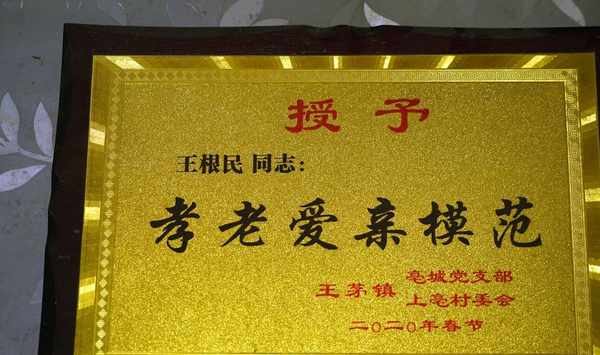 授予
王根民 同志：
孝老爱亲模范
王茅镇 亳城党支部
上亳村委会
二〇二〇年春节